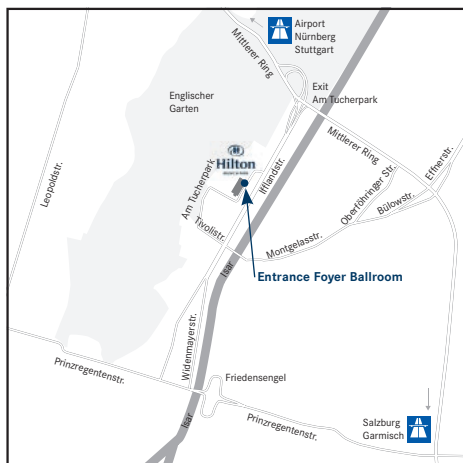 Airport
Nürnberg
Stuttgart
Mittlerer Ring
Exit
Am Tucherpark
Englischer
Garten
Mittlerer Ring
Hilton
Leopoldstr.
Am Tucherpark
Ifflandstr.
Oberföhringer Str.
Effnerstr.
Bülowstr.
Tivolistr.
Montgelasstr.
Isar
Entrance Foyer Ballroom
Widenmayerstr.
Prinzregentenstr.
Friedensengel
Prinzregentenstr.
Salzburg
Garmisch
Isar